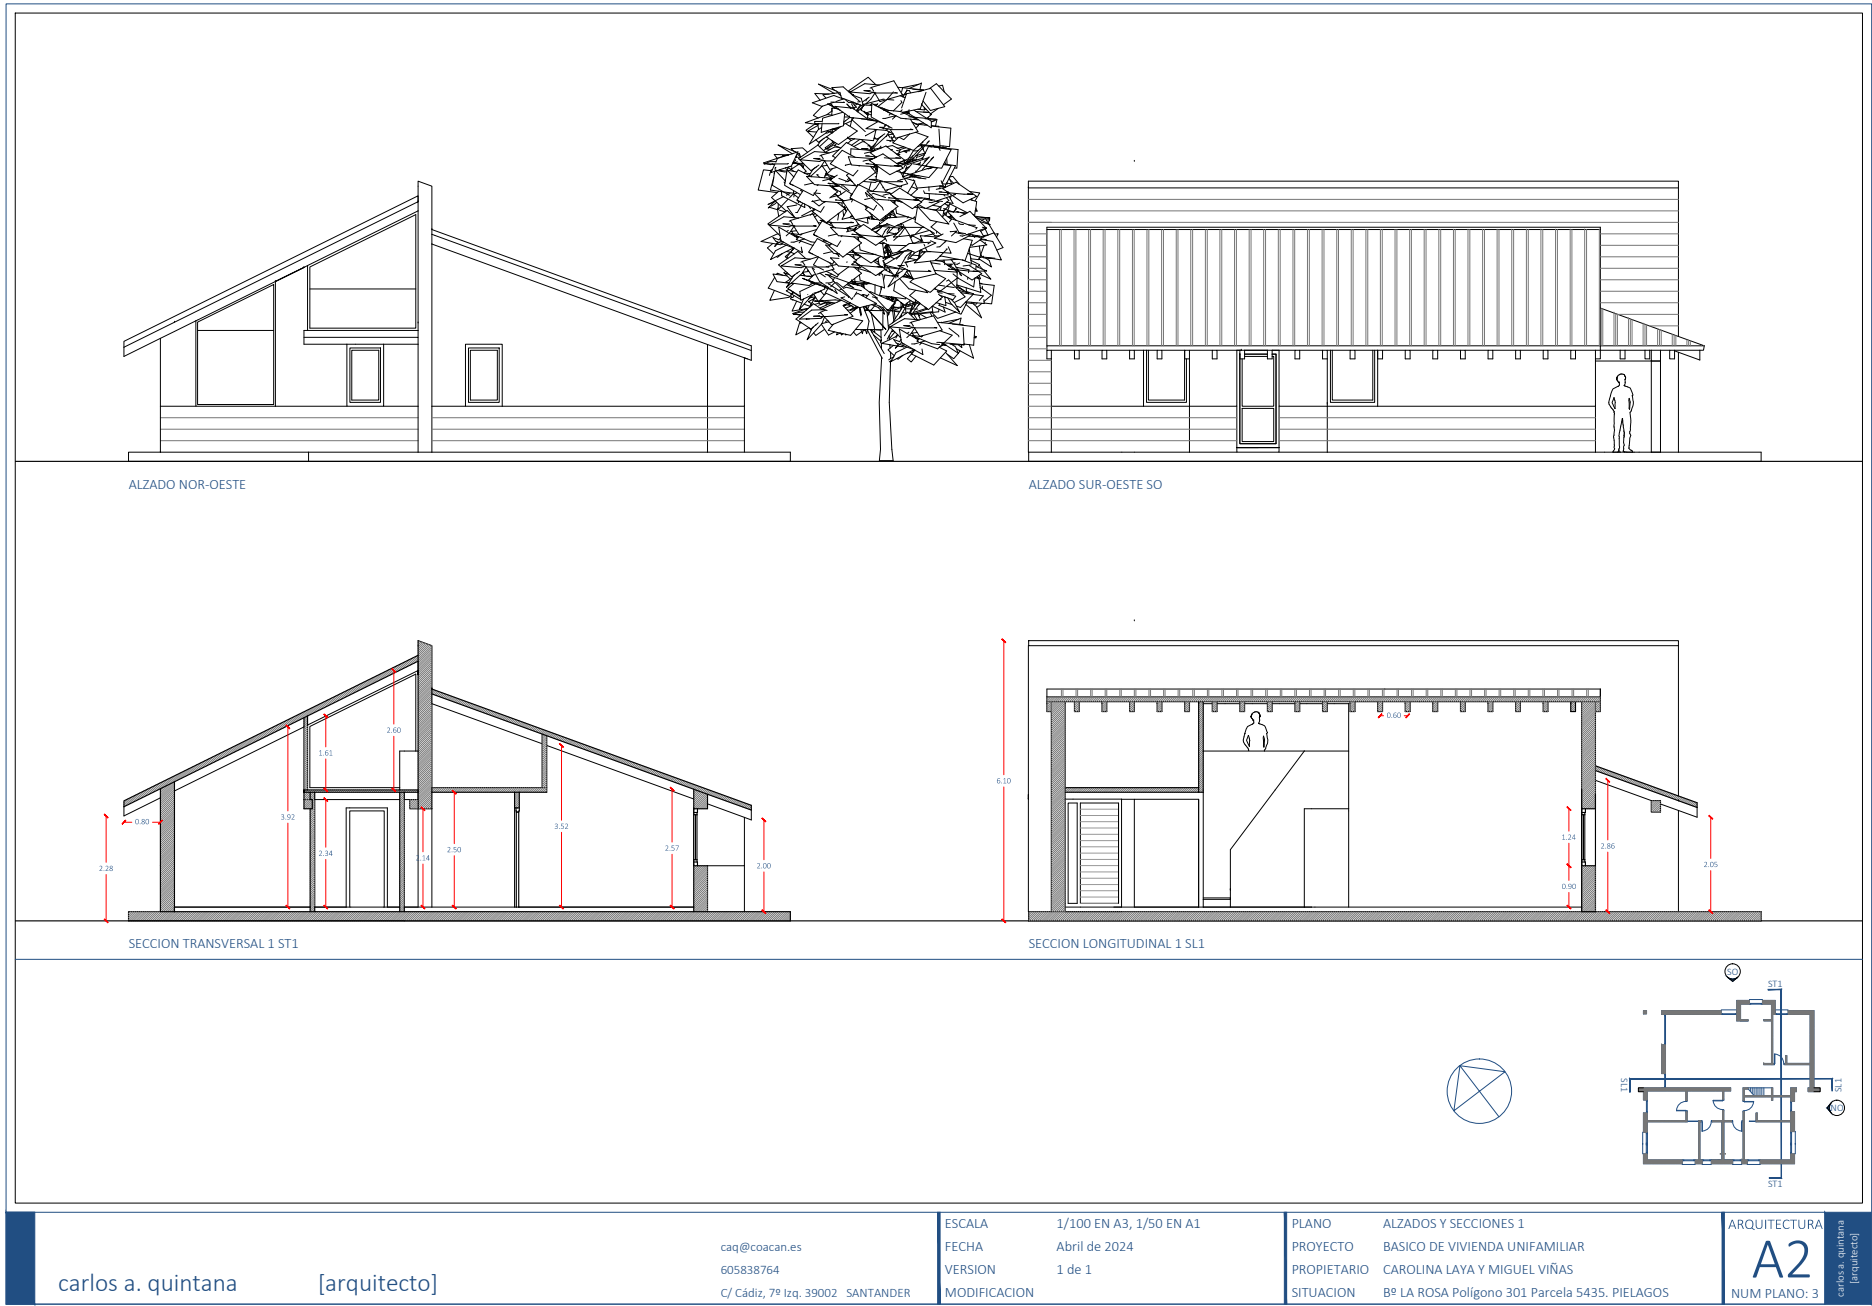 ALZADO NOR-OESTE
ALZADO SUR-OESTE SO
2.60
1.61
3.92
0.80
2.34
2.14
2.50
3.52
2.57
2.28
2.00
6.10
0.60
1.24
2.86
0.90
2.05
SECCION TRANSVERSAL 1 ST1
SECCION LONGITUDINAL 1 SL1
SO
ST1
SL1
SL1
NO
ST1
carlos a. quintana [arquitecto]
caq@coacan.es
605838764
C/ Cádiz, 7º Izq. 39002 SANTANDER
ESCALA 1/100 EN A3, 1/50 EN A1
FECHA Abril de 2024
VERSION 1 de 1
MODIFICACION
PLANO ALZADOS Y SECCIONES 1
PROYECTO BASICO DE VIVIENDA UNIFAMILIAR
PROPIETARIO CAROLINA LAYA Y MIGUEL VIÑAS
SITUACION Bº LA ROSA Polígono 301 Parcela 5435. PIELAGOS
ARQUITECTURA
A2
NUM PLANO: 3
carlos a. quintana
[arquitecto]